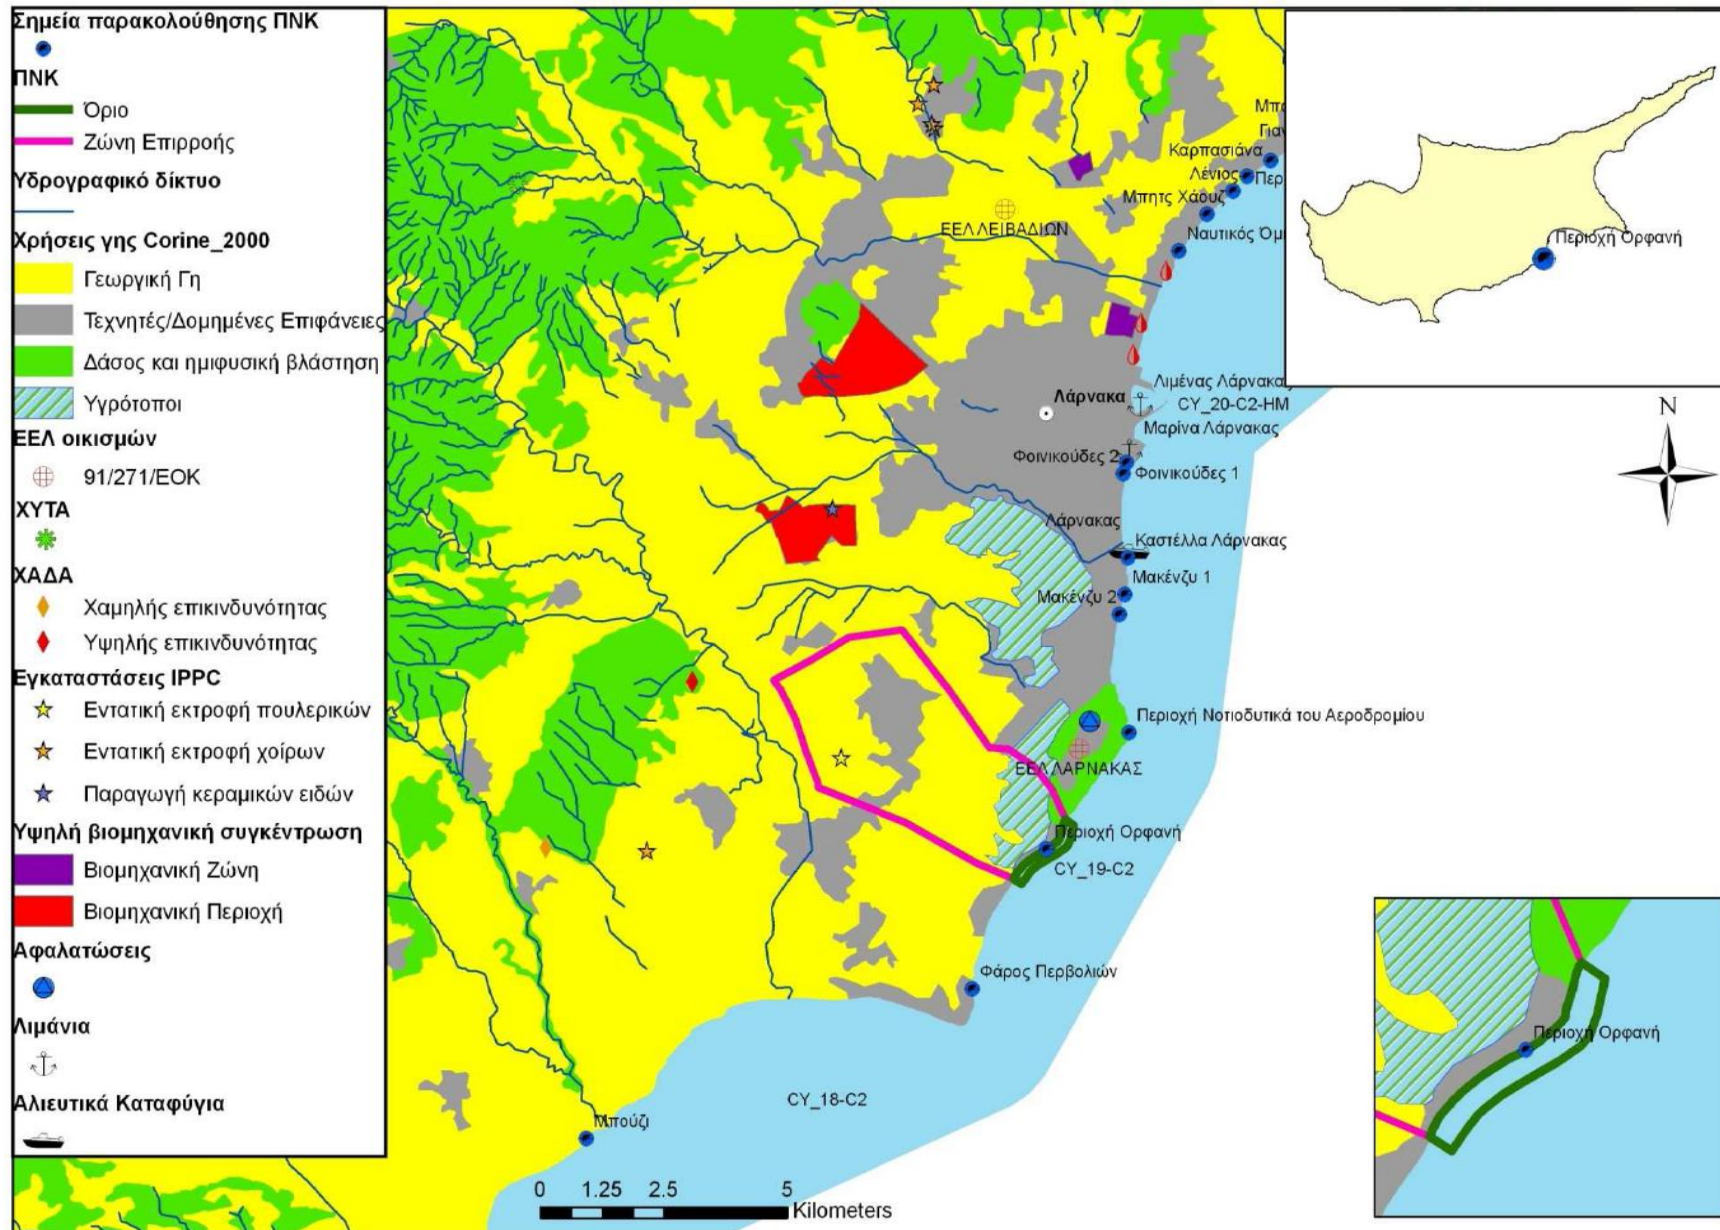 Σημεία παρακολούθησης ΠΝΚ
ΠΝΚ
Όριο
Ζώνη Επιρροής
Υδρογραφικό δίκτυο
Χρήσεις γης Corine_2000
Γεωργική Γη
Τεχνητές/Δομημένες Επιφάνειες
Δάσος και ημιφυσική βλάστηση
Υγρότοποι
ΕΕΛ οικισμών
91/271/ΕΟΚ
ΧΥΤΑ
ΧΑΔΑ
Χαμηλής επικινδυνότητας
Υψηλής επικινδυνότητας
Εγκαταστάσεις IPPC
Εντατική εκτροφή πουλερικών
Εντατική εκτροφή χοίρων
Παραγωγή κεραμικών ειδών
Υψηλή βιομηχανική συγκέντρωση
Βιομηχανική Ζώνη
Βιομηχανική Περιοχή
Αφαλατώσεις
Λιμάνια
Αλιευτικά Καταφύγια
Μπα
Γιαν
Καρπασιάνα
Λένιος
Περ
Μπητς Χάουζ
Ναυτικός Όμι
ΕΕΛ ΛΕΙΒΑΔΙΩΝ
Λιμένας Λάρνακας
CY_20-C2-HM
Λάρνακα
Μαρίνα Λάρνακας
Φοινικούδες 2
Φοινικούδες 1
Λάρνακας
Καστέλλα Λάρνακας
Μακένζυ 1
Μακένζυ 2
Περιοχή Νοτιοδυτικά του Αεροδρομίου
ΕΕΛ ΛΑΡΝΑΚΑΣ
Περιοχή Ορφανή
CY_19-C2
Φάρος Περβολιών
CY_18-C2
Μπούζι
0 1.25 2.5 5
Kilometers
Περιοχή Ορφανή
N
Περιοχή Ορφανή